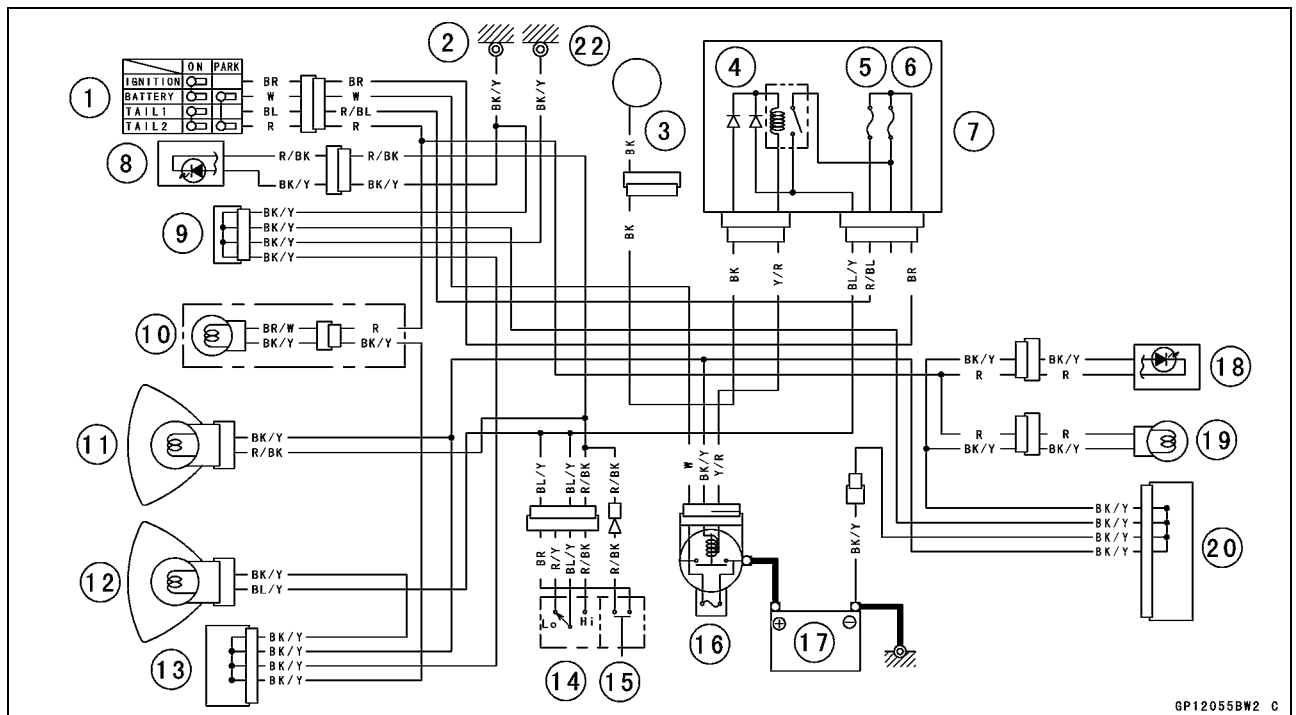 2
22
ON PARK
IGNITION
BATTERY
TAIL1
TAIL2
1
BR BR
W W
BL R/BL
R R
BK/Y
BK/Y
3
BK
BK
4
5
6
7
8
R/BK R/BK
BK/Y BK/Y
9
BK/Y
BK/Y
BK/Y
BK/Y
BK
Y/R
BL/Y
R/BL
BR
10
BR/W R
BK/Y BK/Y
BK/Y BK/Y
R R
18
11
BK/Y
R/BK
R R
BK/Y BK/Y
19
BL/Y
BL/Y
R/BK
R/BK
W
BK/Y
Y/R
BK/Y
BR
R/Y
BL/Y
R/BK
R/BK
12
BK/Y
BL/Y
BK/Y
BK/Y
BK/Y
BK/Y
20
Lo Hi
13
BK/Y
BK/Y
BK/Y
BK/Y
14
15
16
17
GP12055BW2 C